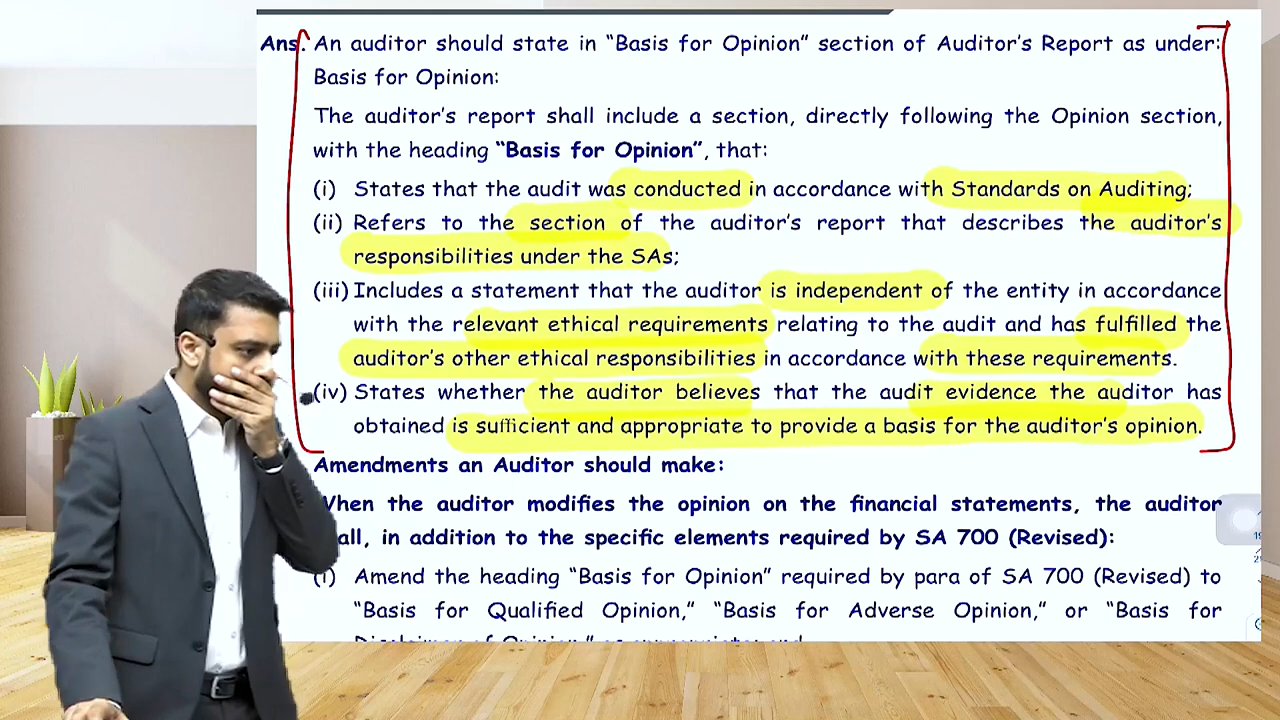 Ans. An auditor should state in “Basis for Opinion” section of Auditor’s Report as under:
Basis for Opinion:
The auditor’s report shall include a section, directly following the Opinion section,
with the heading “Basis for Opinion”, that:
(i) States that the audit was conducted in accordance with Standards on Auditing;
(ii) Refers to the section of the auditor’s report that describes the auditor’s
responsibilities under the SAs;
(iii) Includes a statement that the auditor is independent of the entity in accordance
with the relevant ethical requirements relating to the audit and has fulfilled the
auditor’s other ethical responsibilities in accordance with these requirements.
(iv) States whether the auditor believes that the audit evidence the auditor has
obtained is sufficient and appropriate to provide a basis for the auditor’s opinion.
Amendments an Auditor should make:
When the auditor modifies the opinion on the financial statements, the auditor
in addition to the specific elements required by SA 700 (Revised):
(i) Amend the heading “Basis for Opinion” required by para of SA 700 (Revised) to
“Basis for Qualified Opinion,” “Basis for Adverse Opinion,” or “Basis for